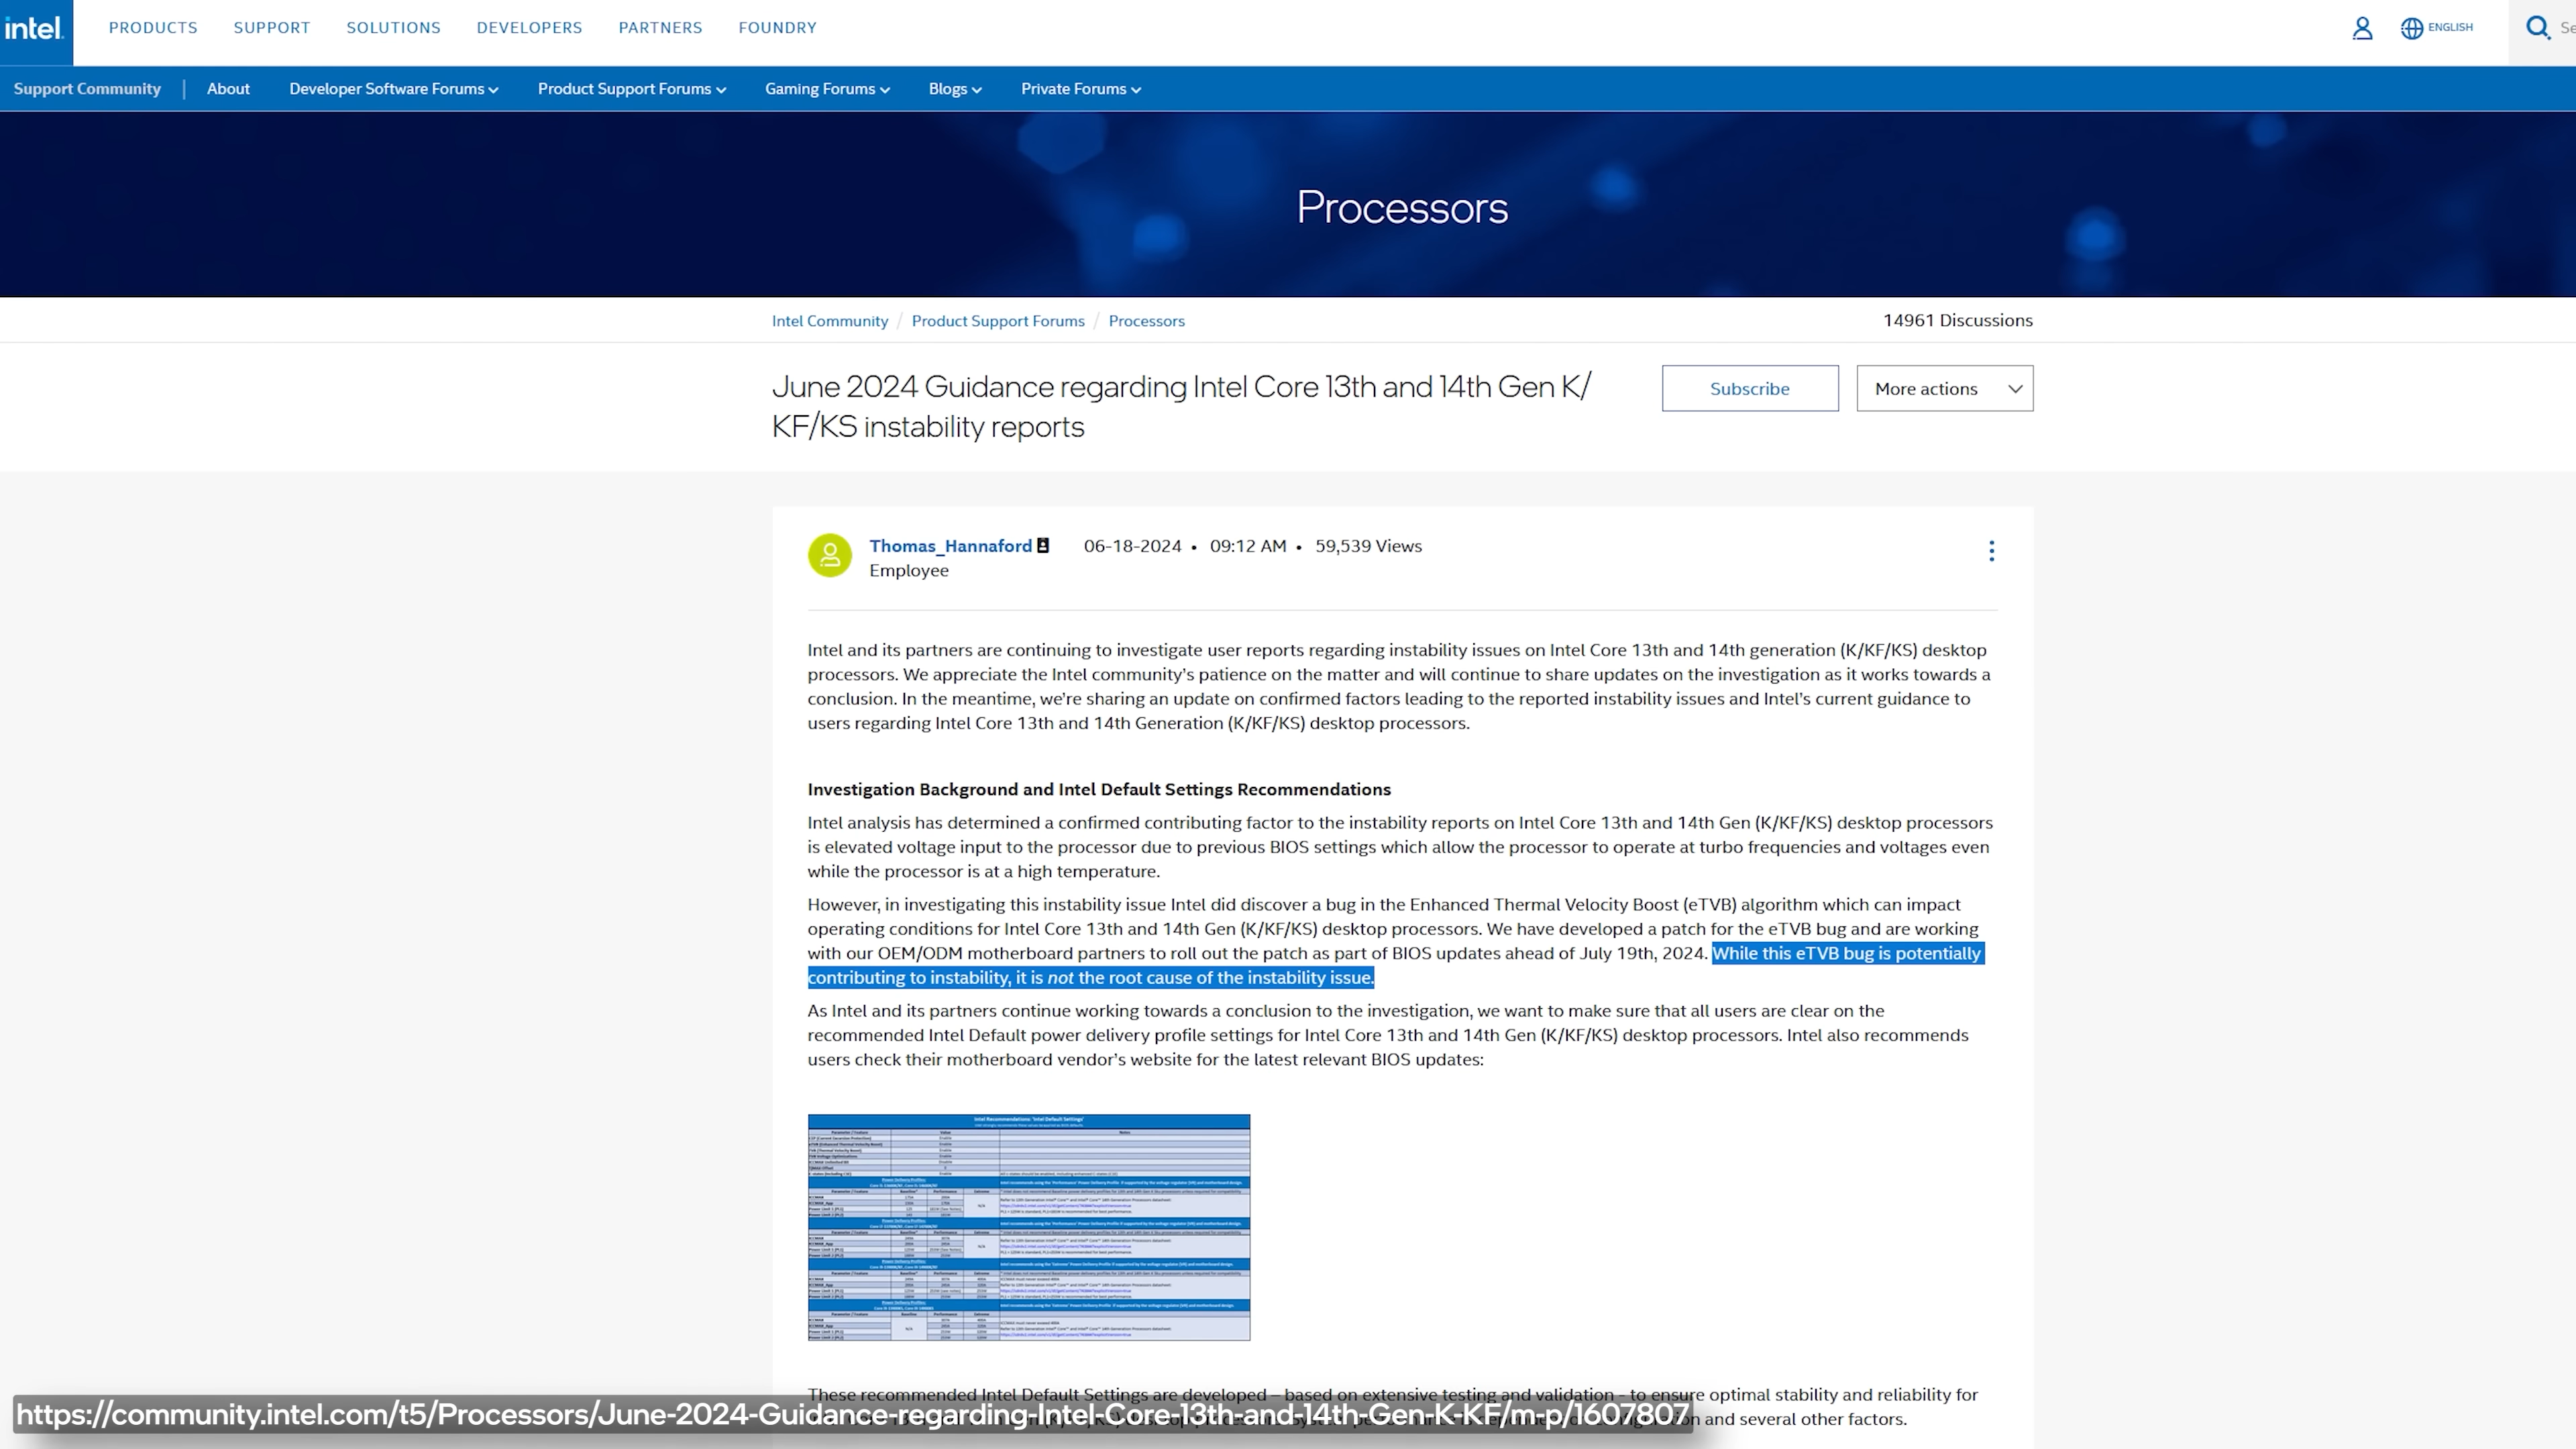 intel.
PRODUCTS SUPPORT SOLUTIONS DEVELOPERS PARTNERS FOUNDRY
ENGLISH
Support Community | About Developer Software Forums Product Support Forums Gaming Forums Blogs Private Forums
Processors
Intel Community / Product Support Forums / Processors
14961 Discussions
June 2024 Guidance regarding Intel Core 13th and 14th Gen K/
KF/KS instability reports
Subscribe
More actions
Thomas_Hannaford 06-18-2024 • 09:12 AM • 59,539 Views
Employee
Intel and its partners are continuing to investigate user reports regarding instability issues on Intel Core 13th and 14th generation (K/KF/KS) desktop
processors. We appreciate the Intel community's patience on the matter and will continue to share updates on the investigation as it works towards a
conclusion. In the meantime, we're sharing an update on confirmed factors leading to the reported instability issues and Intel's current guidance to
users regarding Intel Core 13th and 14th Generation (K/KF/KS) desktop processors.
Investigation Background and Intel Default Settings Recommendations
Intel analysis has determined a confirmed contributing factor to the instability reports on Intel Core 13th and 14th Gen (K/KF/KS) desktop processors
is elevated voltage input to the processor due to previous BIOS settings which allow the processor to operate at turbo frequencies and voltages even
while the processor is at a high temperature.
However, in investigating this instability issue Intel did discover a bug in the Enhanced Thermal Velocity Boost (eTVB) algorithm which can impact
operating conditions for Intel Core 13th and 14th Gen (K/KF/KS) desktop processors. We have developed a patch for the eTVB bug and are working
with our OEM/ODM motherboard partners to roll out the patch as part of BIOS updates ahead of July 19th, 2024. While this eTVB bug is potentially
contributing to instability, it is not the root cause of the instability issue.
As Intel and its partners continue working towards a conclusion to the investigation, we want to make sure that all users are clear on the
recommended Intel Default power delivery profile settings for Intel Core 13th and 14th Gen (K/KF/KS) desktop processors. Intel also recommends
users check their motherboard vendor's website for the latest relevant BIOS updates:
Intel Recommendations: 'Intel Default Settings'
These recommended Intel Default Settings are developed – based on extensive testing and validation - to ensure optimal stability and reliability for
and several other factors.
https://community.intel.com/t5/Processors/June-2024-Guidance-regarding-Intel-Core-13th-and-14th-Gen-K-KF/m-p/1607807